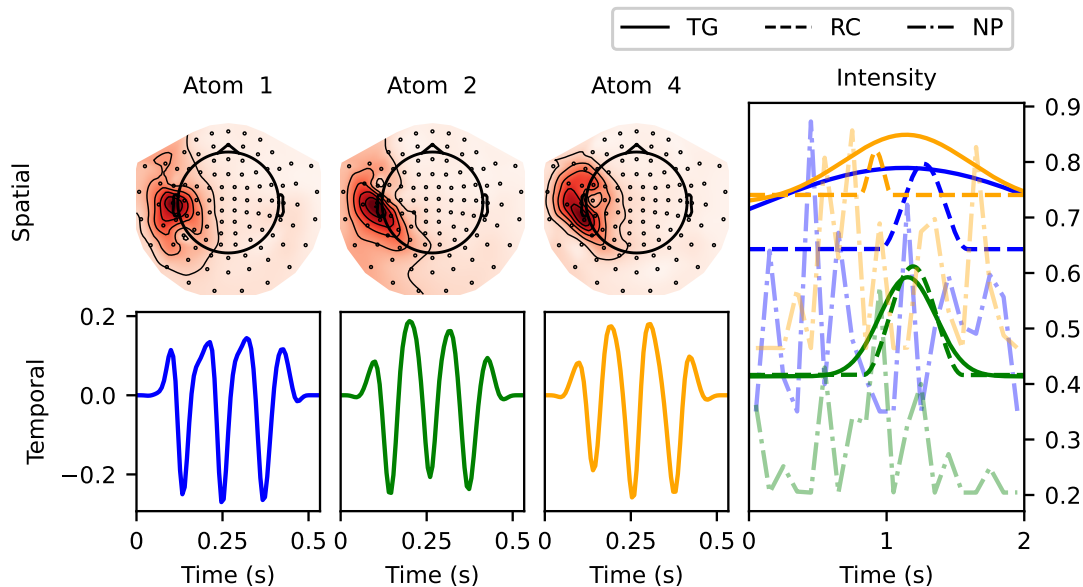 TG RC NP
Atom 1 Atom 2 Atom 4 Intensity
Spatial
0.9
0.8
0.7
0.6
0.5
0.4
0.3
0.2
Temporal
0.2
0.0
−0.2
0 0.25 0.5 0 0.25 0.5 0 0.25 0.5 0 1 2
Time (s) Time (s) Time (s) Time (s)